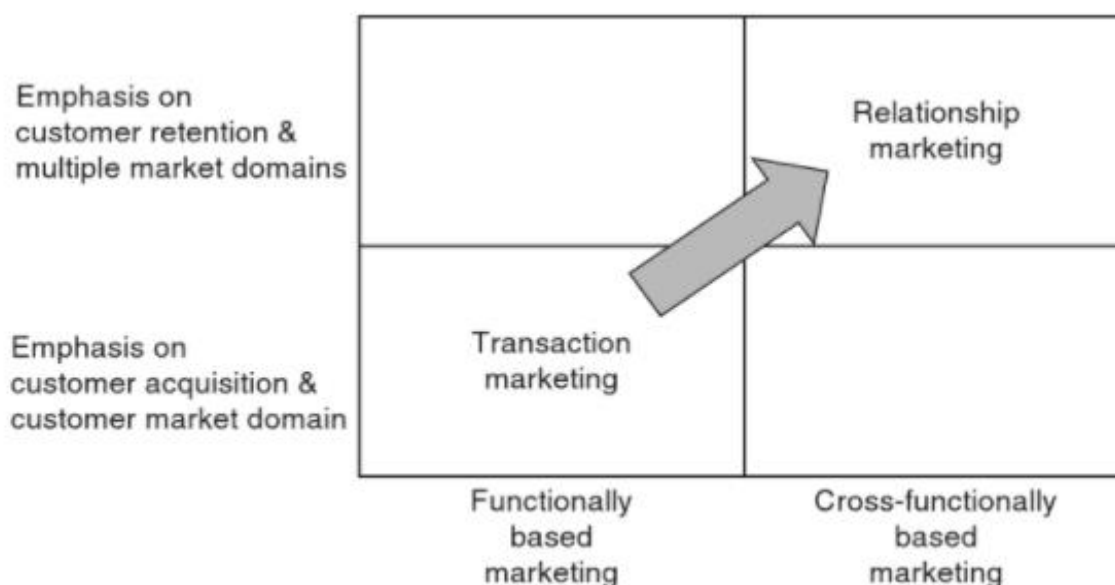 Emphasis on
customer retention &
multiple market domains
Relationship
marketing
Emphasis on
customer acquisition &
customer market domain
Transaction
marketing
Functionally
based
marketing
Cross-functionally
based
marketing